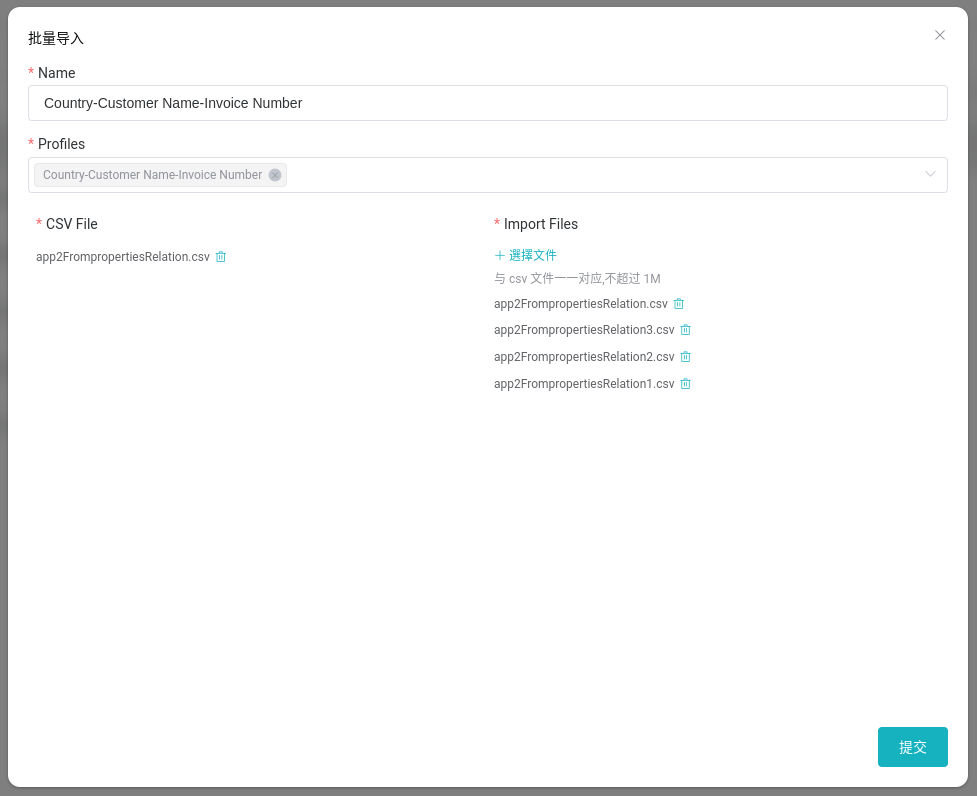 批量导入
* Name
Country-Customer Name-Invoice Number
* Profiles
Country-Customer Name-Invoice Number
* CSV File
app2FrompropertiesRelation.csv
* Import Files
選擇文件
与 csv 文件一一对应,不超过 1M
app2FrompropertiesRelation.csv
app2FrompropertiesRelation3.csv
app2FrompropertiesRelation2.csv
app2FrompropertiesRelation1.csv
提交